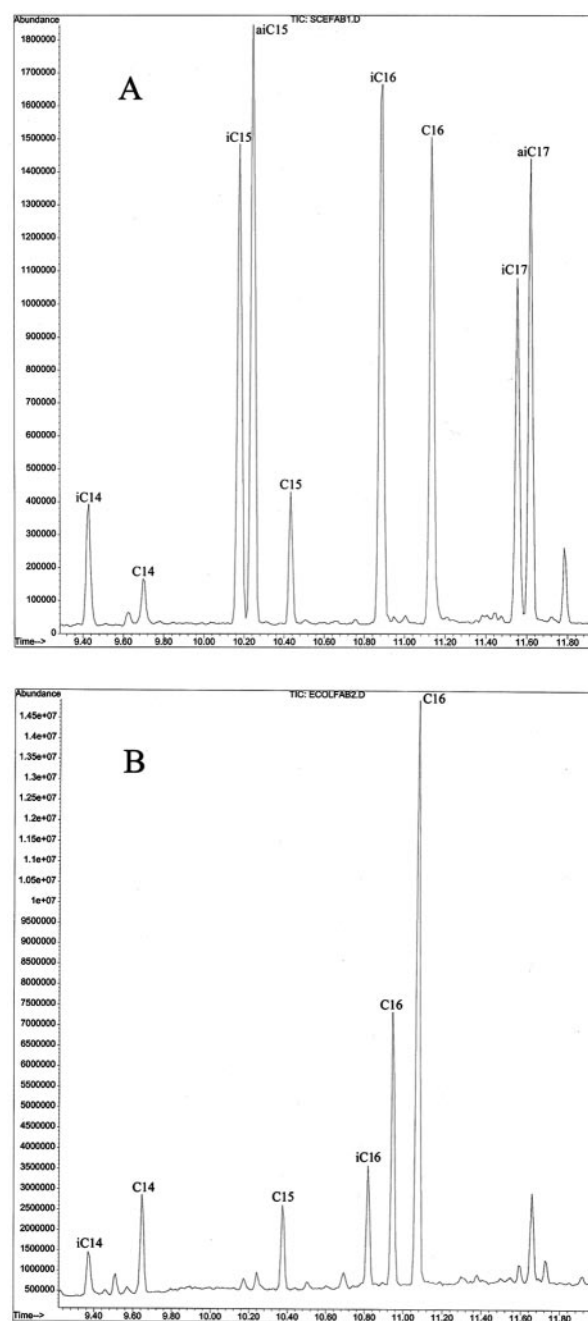 Abundance
TIC: SCEFAB1.D
aiC15
1800000
1700000
A
iC16
1600000
C16
1500000
iC15
aiC17
1400000
1300000
1200000
1100000
iC17
1000000
900000
800000
700000
600000
500000
C15
400000
iC14
300000
200000
C14
100000
0
Time-->
9.40
9.60
9.80
10.00
10.20
10.40
10.60
10.80
11.00
11.20
11.40
11.60
11.80
Abundance
TIC: ECOLFAB2.D
C16
1.45e+07
1.4e+07
B
1.35e+07
1.3e+07
1.25e+07
1.2e+07
1.15e+07
1.1e+07
1.05e+07
1e+07
9500000
9000000
8500000
8000000
7500000
C16
7000000
6500000
6000000
5500000
5000000
4500000
4000000
iC16
3500000
C14
3000000
C15
2500000
2000000
iC14
1500000
1000000
500000
Time-->
9.40
9.60
9.80
10.00
10.20
10.40
10.60
10.80
11.00
11.20
11.40
11.60
11.80